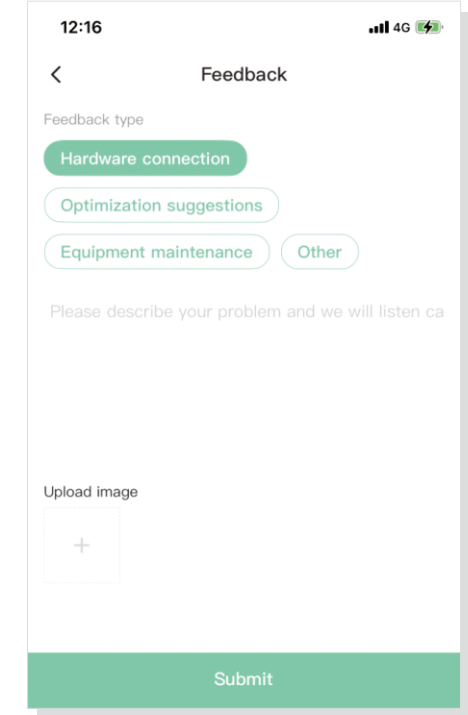 12:16 4G
Feedback
Feedback type
Hardware connection
Optimization suggestions
Equipment maintenance Other
Please describe your problem and we will listen ca
Upload image
+
Submit